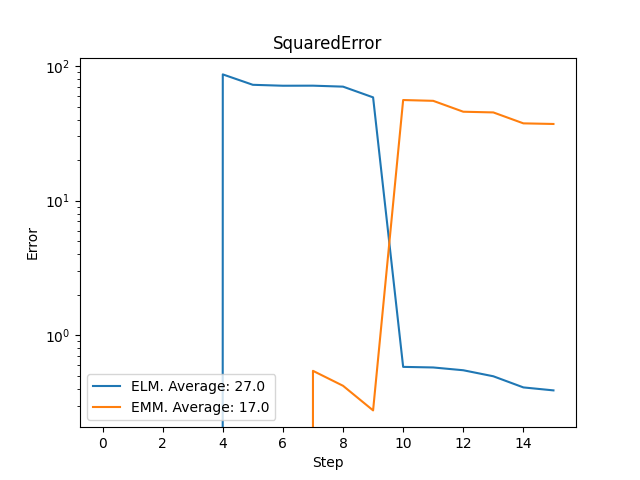 SquaredError
10²
10¹
10⁰
Error
ELM. Average: 27.0
EMM. Average: 17.0
0 2 4 6 8 10 12 14
Step